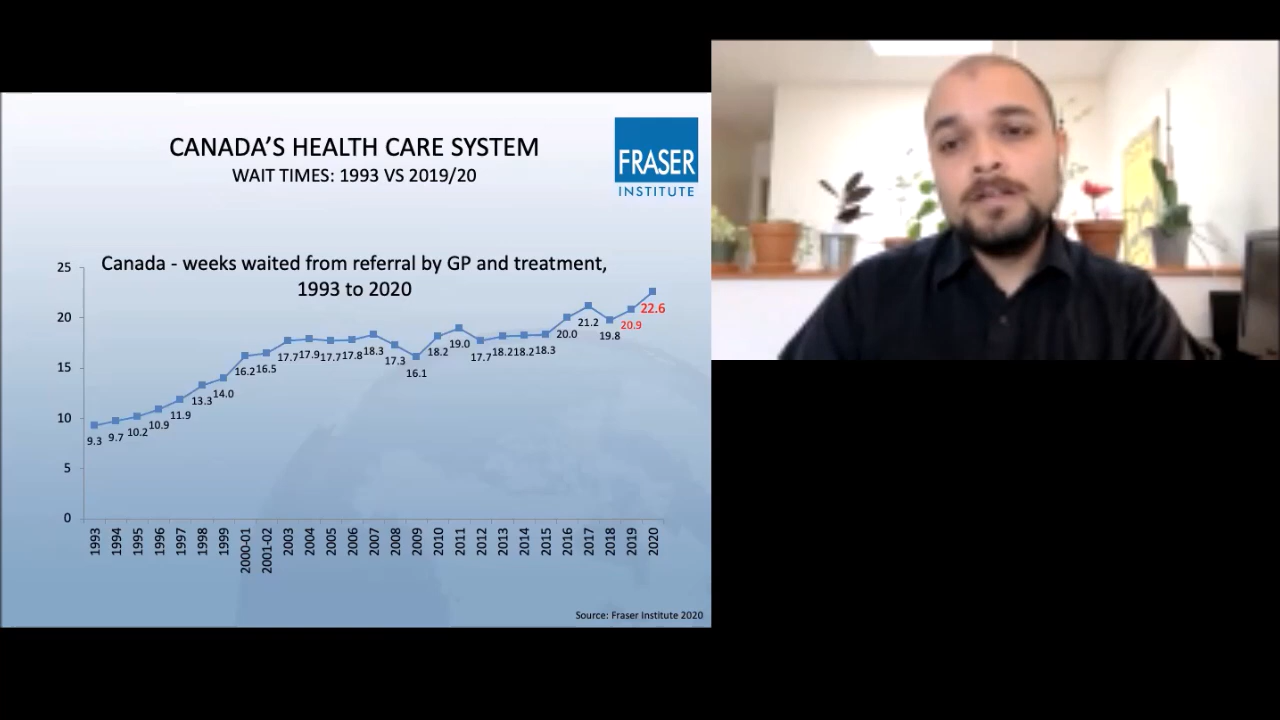 CANADA'S HEALTH CARE SYSTEM
WAIT TIMES: 1993 VS 2019/20
FRASER
INSTITUTE
Canada - weeks waited from referral by GP and treatment,
1993 to 2020
25
20
15
10
5
0
9.3 9.7 10.2 10.9 11.9 13.3 14.0 16.2 16.5 17.7 17.9 17.7 17.8 18.3 17.3 16.1 18.2 19.0 17.7 18.2 18.2 18.3 20.0 21.2 19.8 20.9 22.6
1993 1994 1995 1996 1997 1998 1999 2000-01 2001-02 2003 2004 2005 2006 2007 2008 2009 2010 2011 2012 2013 2014 2015 2016 2017 2018 2019 2020
Source: Fraser Institute 2020